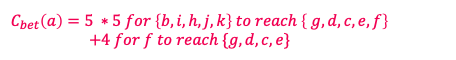 C_bet(a) = 5 * 5 for {b, i, h, j, k} to reach { g, d, c, e, f}
+4 for f to reach {g, d, c, e}